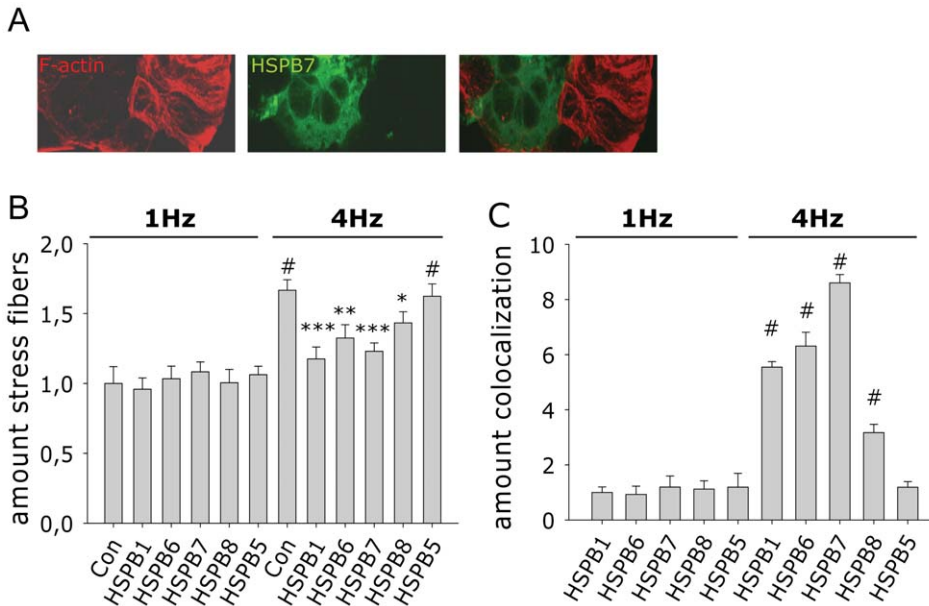 A
F-actin
HSPB7
B
1Hz
4Hz
amount stress fibers
2,0
1,5
1,0
0,5
0,0
#
***
**
***
*
#
Con
HSPB1
HSPB6
HSPB7
HSPB8
HSPB5
Con
HSPB1
HSPB6
HSPB7
HSPB8
HSPB5
C
1Hz
4Hz
amount colocalization
10
8
6
4
2
0
#
#
#
#
HSPB1
HSPB6
HSPB7
HSPB8
HSPB5
HSPB1
HSPB6
HSPB7
HSPB8
HSPB5